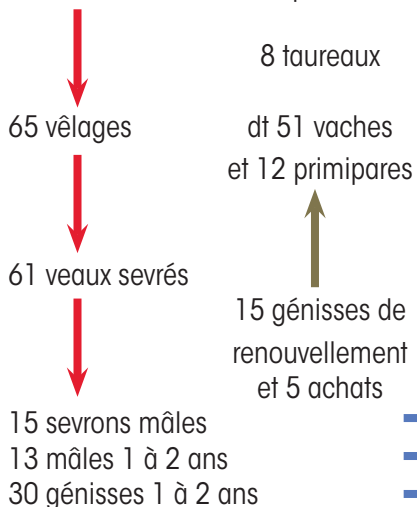 8 taureaux
65 vêlages
dt 51 vaches
et 12 primipares
61 veaux sevrés
15 génisses de
renouvellement
et 5 achats
15 sevrons mâles
13 mâles 1 à 2 ans
30 génisses 1 à 2 ans